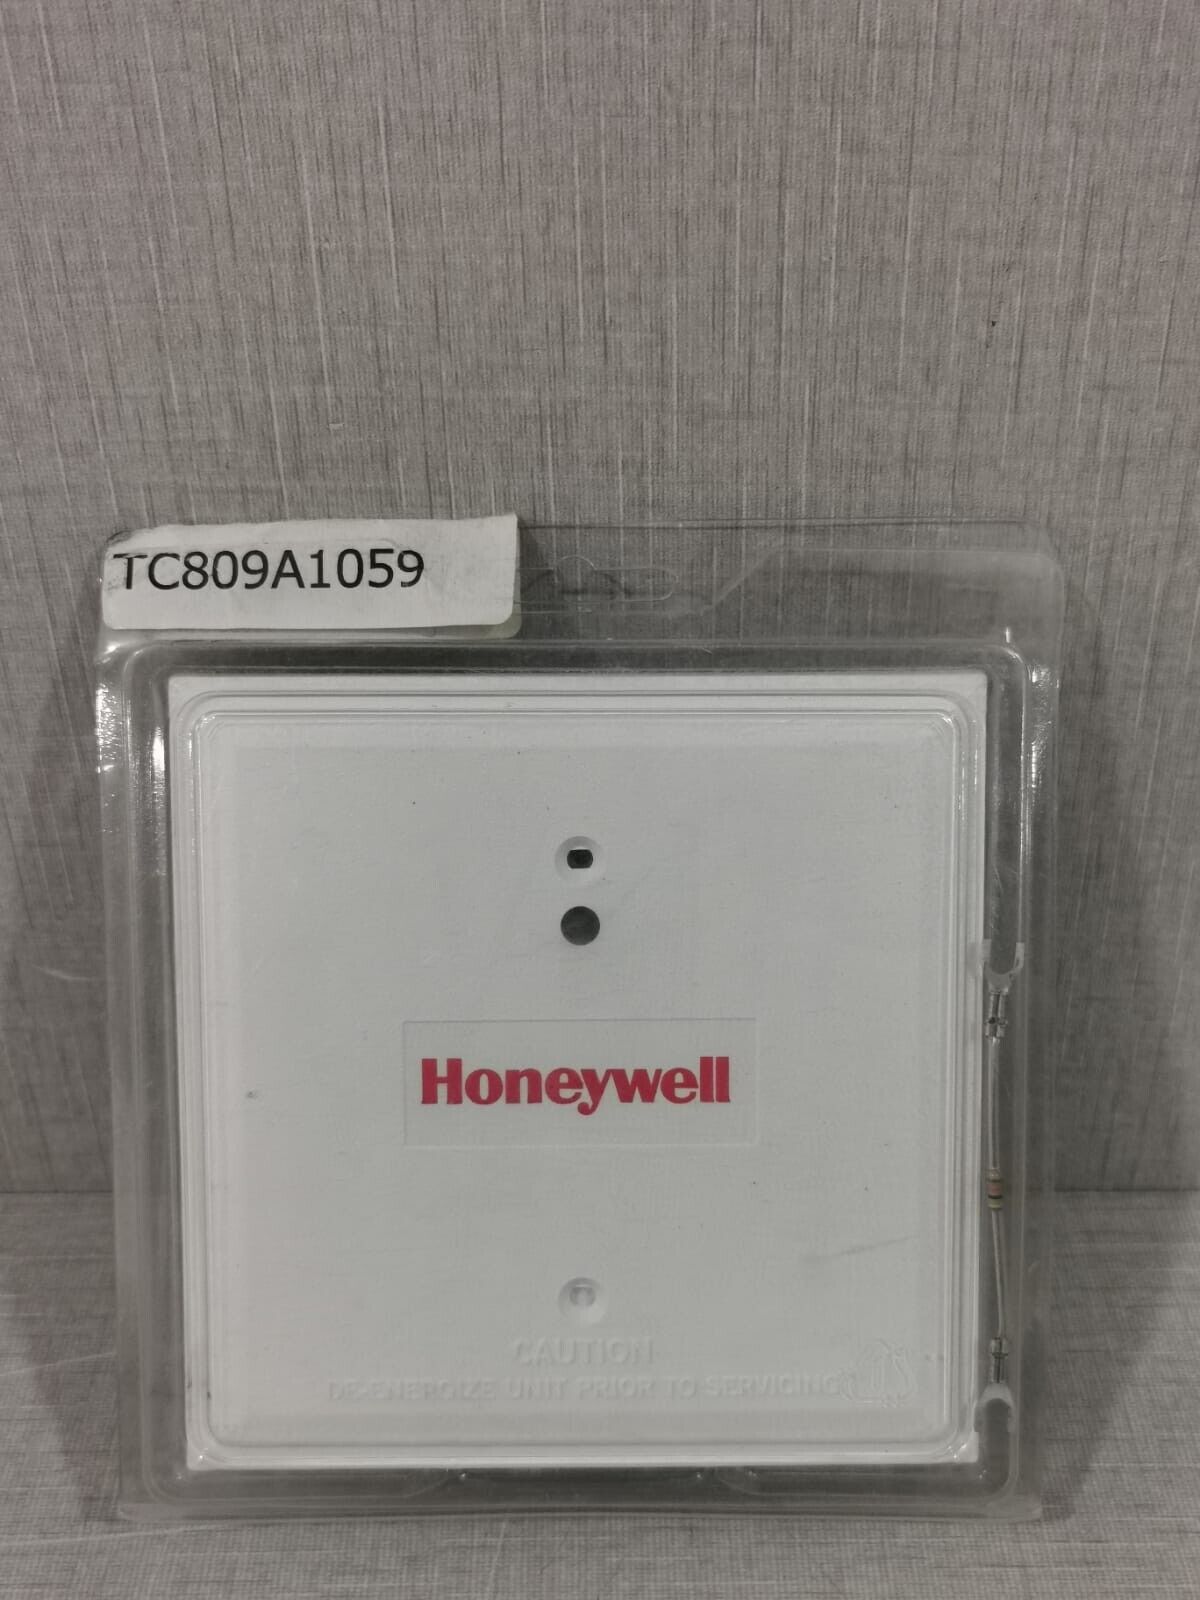 TC809A1059
Honeywell
CAUTION
DE-ENERGIZE UNIT PRIOR TO SERVICING